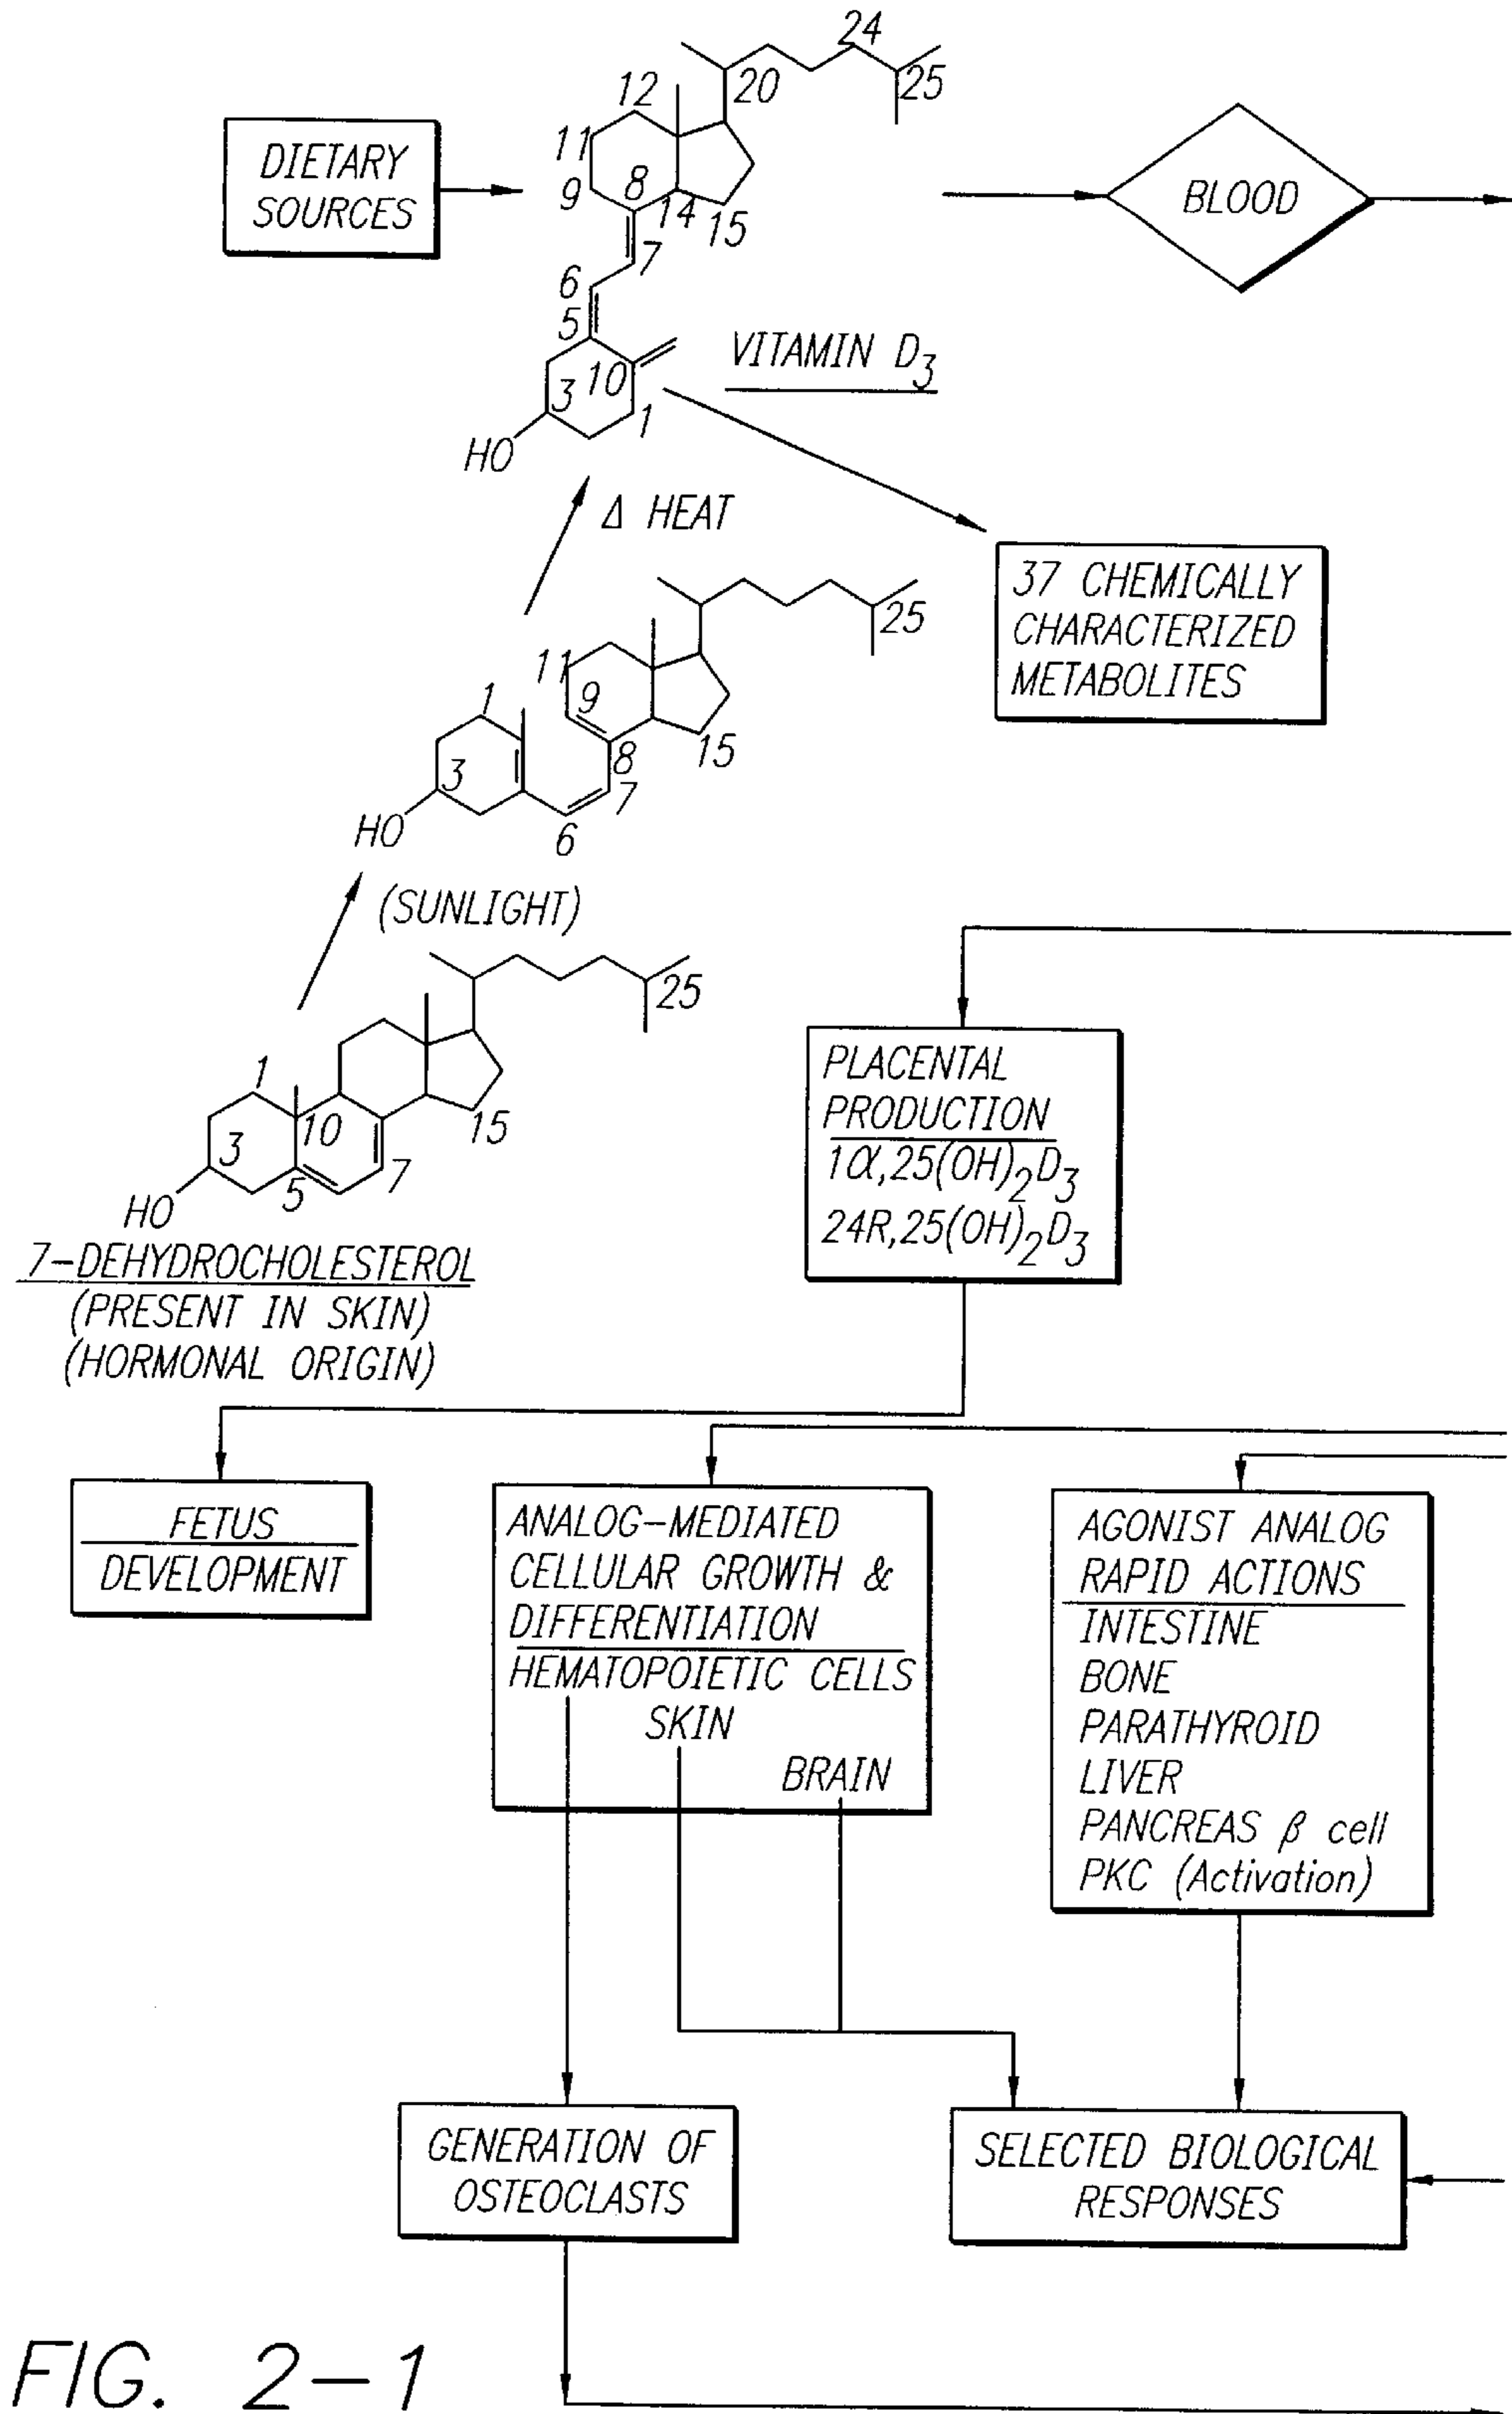 24
25
20
12
11
9
8
14
15
7
6
5
10
3
1
HO
DIETARY
SOURCES
BLOOD
VITAMIN D₃
Δ HEAT
37 CHEMICALLY
CHARACTERIZED
METABOLITES
25
11
9
1
15
8
3
7
6
HO
(SUNLIGHT)
25
1
10
15
3
7
5
HO
7-DEHYDROCHOLESTEROL
(PRESENT IN SKIN)
(HORMONAL ORIGIN)
PLACENTAL
PRODUCTION
1α,25(OH)₂D₃
24R,25(OH)₂D₃
FETUS
DEVELOPMENT
ANALOG-MEDIATED
CELLULAR GROWTH &
DIFFERENTIATION
HEMATOPOIETIC CELLS
SKIN
BRAIN
AGONIST ANALOG
RAPID ACTIONS
INTESTINE
BONE
PARATHYROID
LIVER
PANCREAS β cell
PKC (Activation)
GENERATION OF
OSTEOCLASTS
SELECTED BIOLOGICAL
RESPONSES
FIG. 2-1